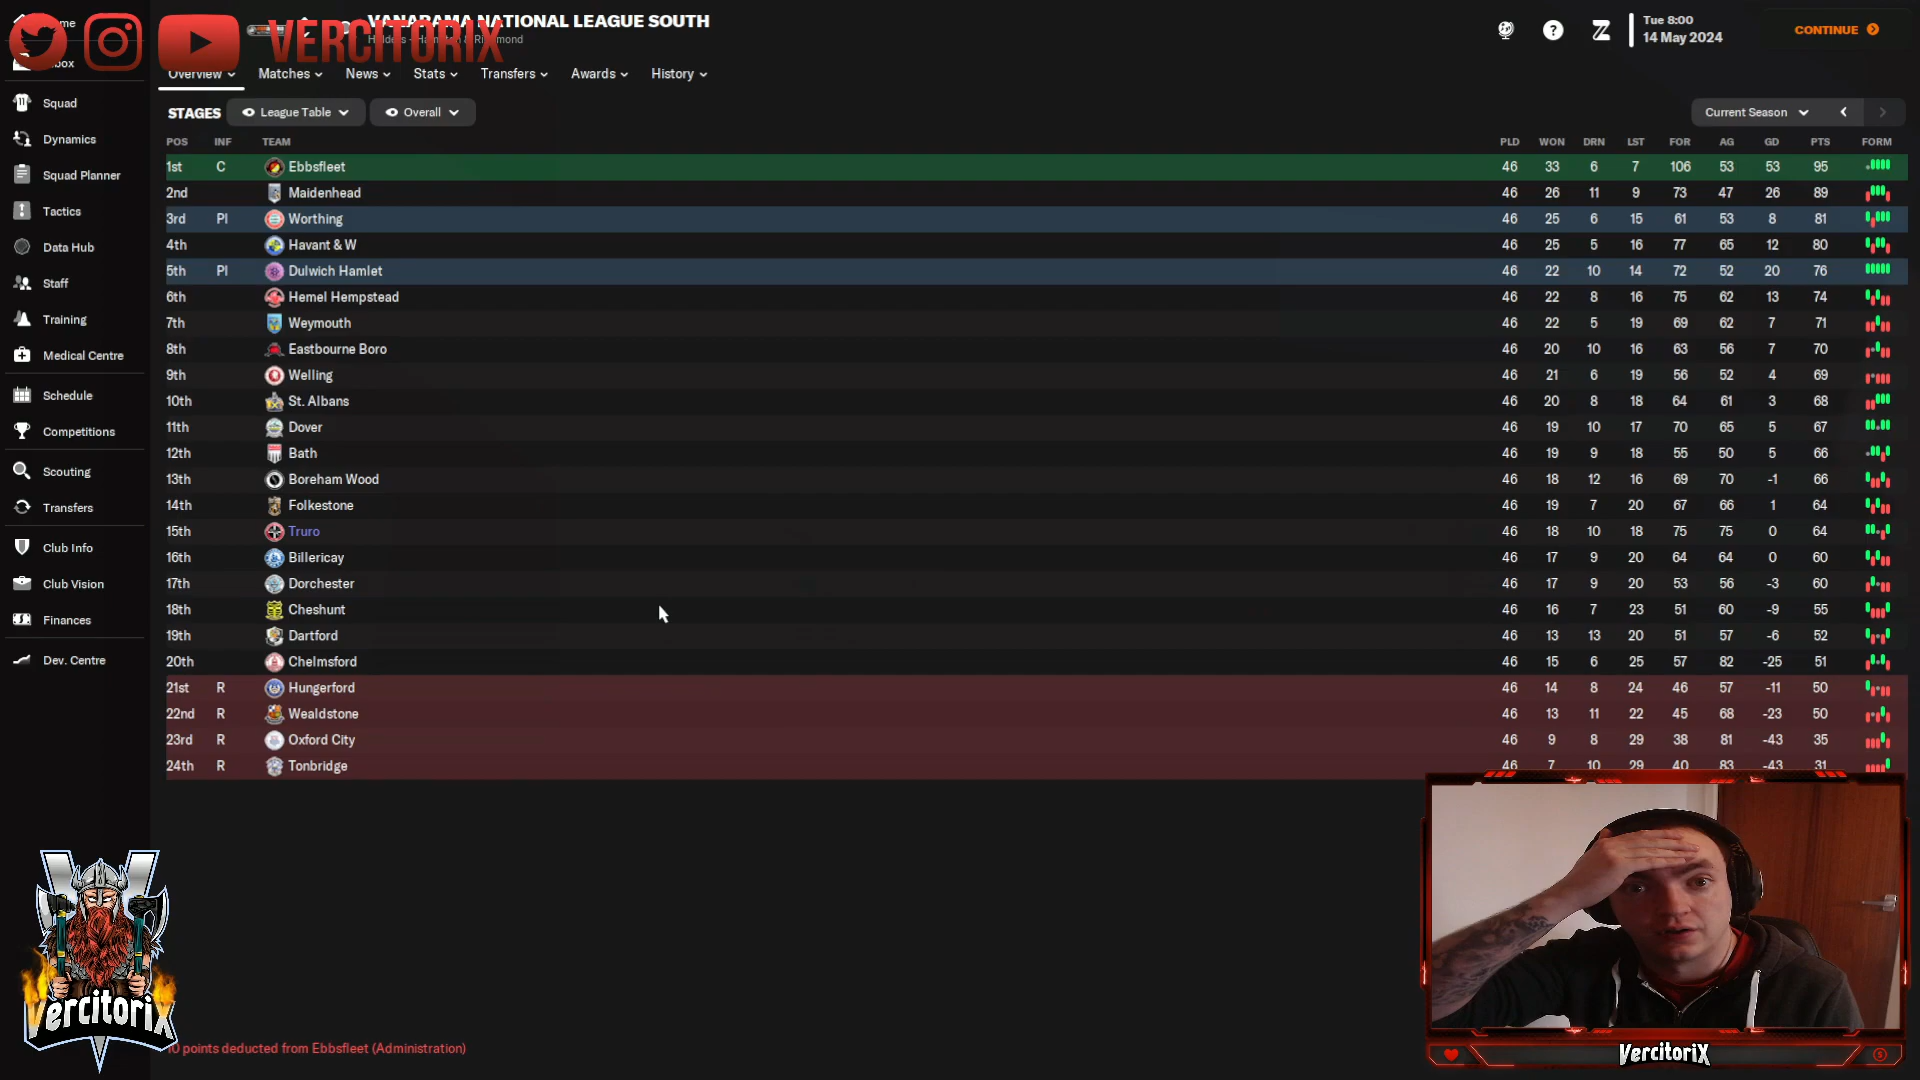 VANARAMA NATIONAL LEAGUE SOUTH
VERCITORIX
Tue 8:00
14 May 2024
CONTINUE
Overview Matches News Stats Transfers Awards History
Squad
Dynamics
Squad Planner
Tactics
Data Hub
Staff
Training
Medical Centre
Schedule
Competitions
Scouting
Transfers
Club Info
Club Vision
Finances
Dev. Centre
STAGES League Table Overall Current Season
POS INF TEAM PLD WON DRN LST FOR AG GD PTS FORM
1st C Ebbsfleet 46 33 6 7 106 53 53 95
2nd Maidenhead 46 26 11 9 73 47 26 89
3rd Pl Worthing 46 25 6 15 61 53 8 81
4th Havant & W 46 25 5 16 77 65 12 80
5th Pl Dulwich Hamlet 46 22 10 14 72 52 20 76
6th Hemel Hempstead 46 22 8 16 75 62 13 74
7th Weymouth 46 22 5 19 69 62 7 71
8th Eastbourne Boro 46 20 10 16 63 56 7 70
9th Welling 46 21 6 19 56 52 4 69
10th St. Albans 46 20 8 18 64 61 3 68
11th Dover 46 19 10 17 70 65 5 67
12th Bath 46 19 9 18 55 50 5 66
13th Boreham Wood 46 18 12 16 69 70 -1 66
14th Folkestone 46 19 7 20 67 66 1 64
15th Truro 46 18 10 18 75 75 0 64
16th Billericay 46 17 9 20 64 64 0 60
17th Dorchester 46 17 9 20 53 56 -3 60
18th Cheshunt 46 16 7 23 51 60 -9 55
19th Dartford 46 13 13 20 51 57 -6 52
20th Chelmsford 46 15 6 25 57 82 -25 51
21st R Hungerford 46 14 8 24 46 57 -11 50
22nd R Wealdstone 46 13 11 22 45 68 -23 50
23rd R Oxford City 46 9 8 29 38 81 -43 35
24th R Tonbridge 46 7 10 29 40 83 -43 31
10 points deducted from Ebbsfleet (Administration)
VercitoriX
VercitoriX